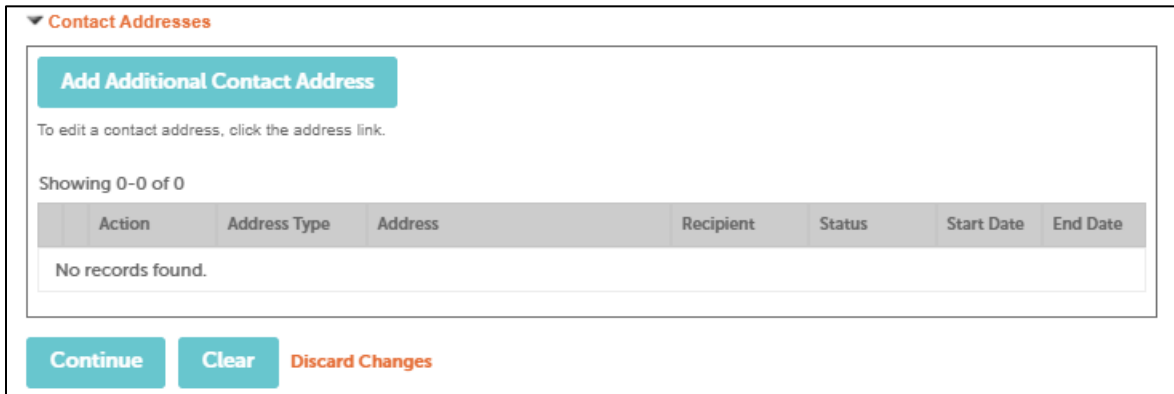 Contact Addresses
Add Additional Contact Address
To edit a contact address, click the address link.
Showing 0-0 of 0
Action Address Type Address Recipient Status Start Date End Date
No records found.
Continue Clear Discard Changes